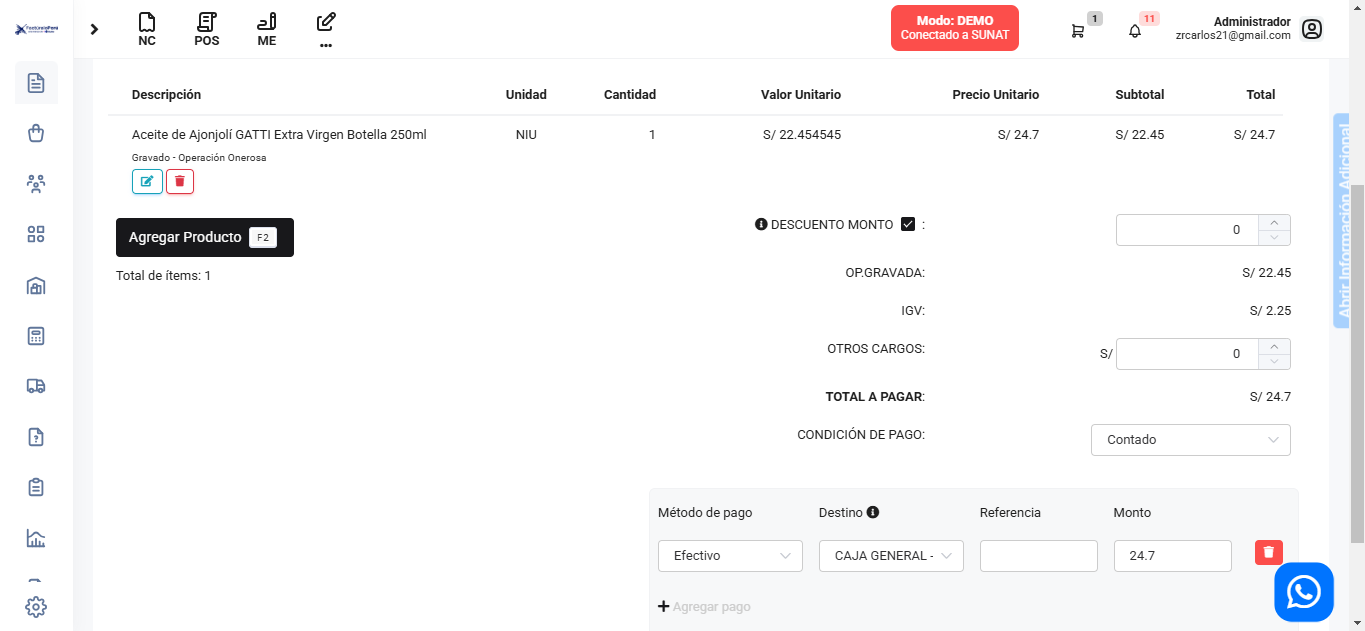 FacturaloPeru
NC
POS
ME
...
Modo: DEMO
Conectado a SUNAT
1
11
Administrador
zrcarlos21@gmail.com
Descripción Unidad Cantidad Valor Unitario Precio Unitario Subtotal Total
Aceite de Ajonjolí GATTI Extra Virgen Botella 250ml NIU 1 S/ 22.454545 S/ 24.7 S/ 22.45 S/ 24.7
Gravado - Operación Onerosa
Agregar Producto F2
Total de ítems: 1
DESCUENTO MONTO : 0
OP.GRAVADA: S/ 22.45
IGV: S/ 2.25
OTROS CARGOS: S/ 0
TOTAL A PAGAR: S/ 24.7
CONDICIÓN DE PAGO: Contado
Método de pago Destino Referencia Monto
Efectivo CAJA GENERAL - 24.7
+ Agregar pago
Abrir Información Adicional